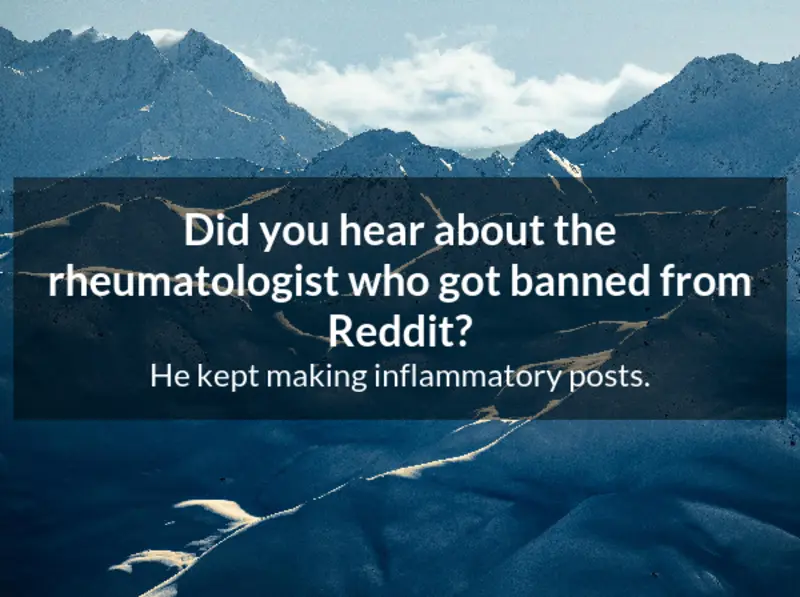 Did you hear about the
rheumatologist who got banned from
Reddit?
He kept making inflammatory posts.